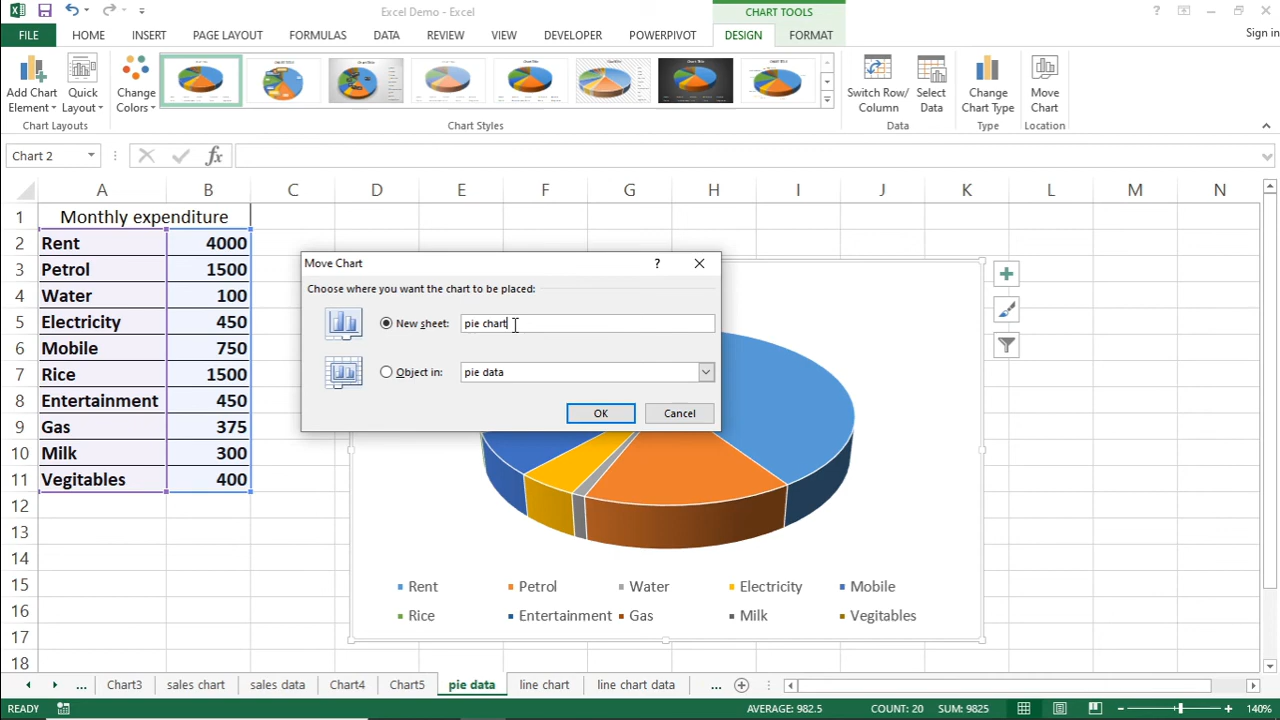 Excel Demo - Excel
CHART TOOLS
?
FILE
HOME
INSERT
PAGE LAYOUT
FORMULAS
DATA
REVIEW
VIEW
DEVELOPER
POWERPIVOT
DESIGN
FORMAT
Sign in
Add Chart Element
Quick Layout
Change Colors
Switch Row/ Column
Select Data
Change Chart Type
Move Chart
Chart Layouts
Chart Styles
Data
Type
Location
Chart 2
fx
A B C D E F G H I J K L M N
1 Monthly expenditure
2 Rent 4000
3 Petrol 1500
4 Water 100
5 Electricity 450
6 Mobile 750
7 Rice 1500
8 Entertainment 450
9 Gas 375
10 Milk 300
11 Vegitables 400
12
13
14
15
16
17
18
Move Chart ?
Choose where you want the chart to be placed:
New sheet: pie chart
Object in: pie data
OK Cancel
Rent Petrol Water Electricity Mobile
Rice Entertainment Gas Milk Vegitables
... Chart3 sales chart sales data Chart4 Chart5 pie data line chart line chart data ...
READY AVERAGE: 982.5 COUNT: 20 SUM: 9825 140%